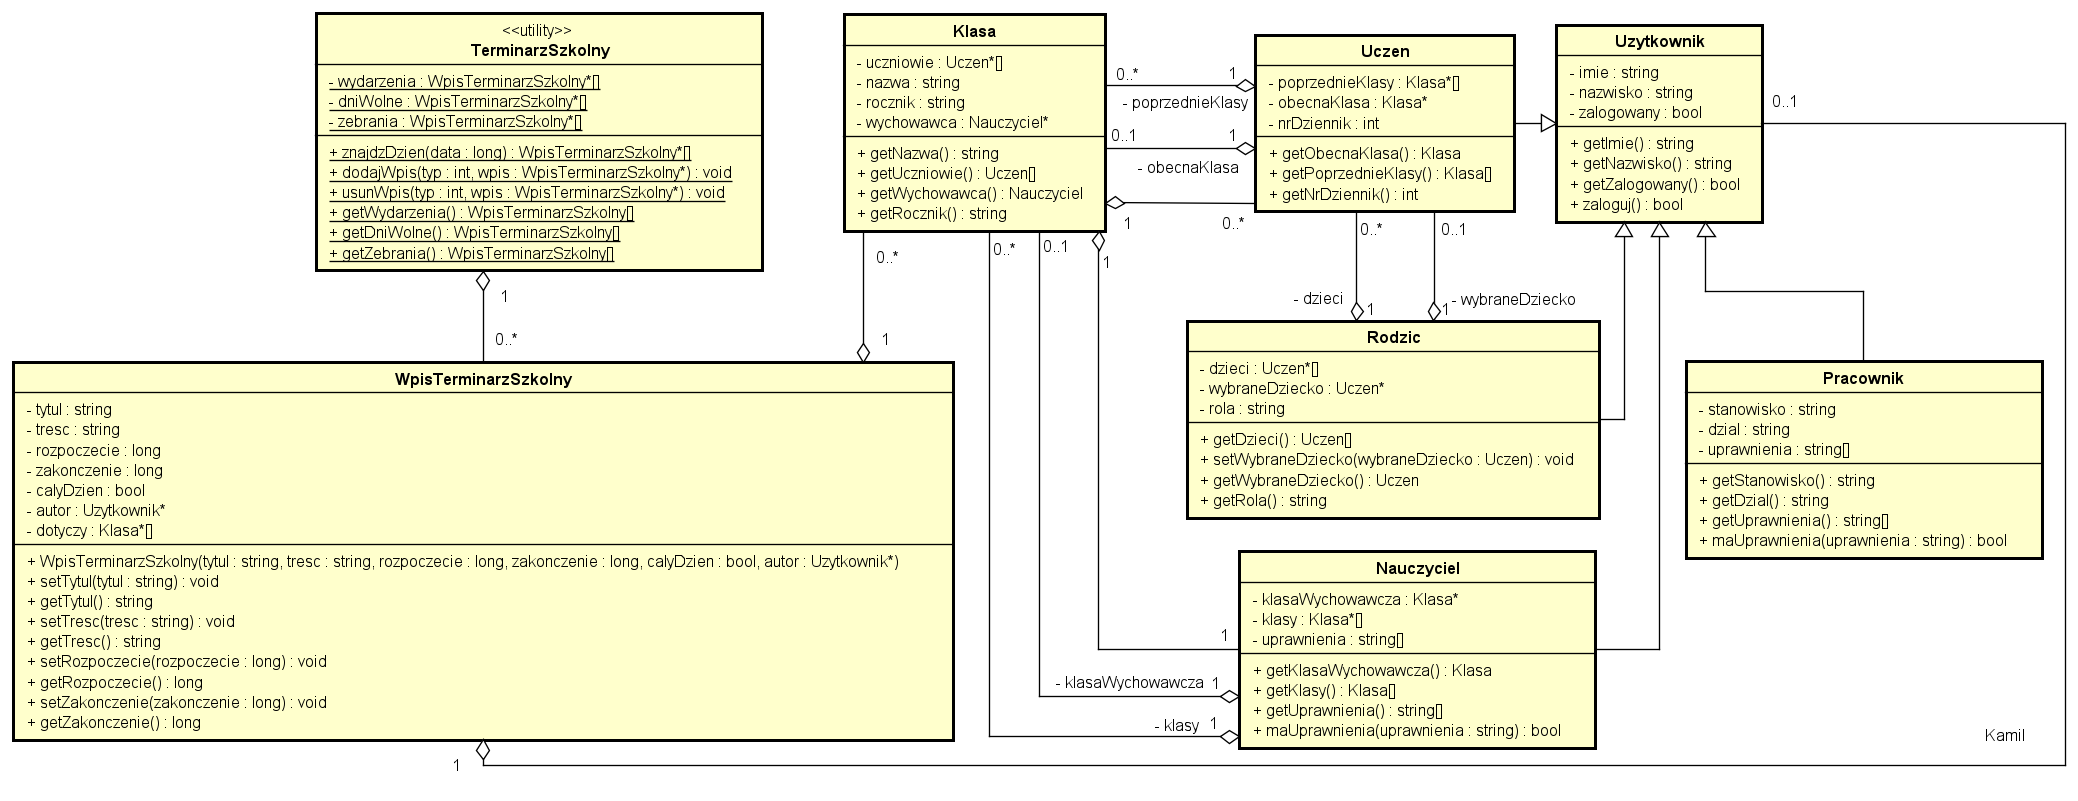 <<utility>>
TerminarzSzkolny
- wydarzenia : WpisTerminarzSzkolny*[]
- dniWolne : WpisTerminarzSzkolny*[]
- zebrania : WpisTerminarzSzkolny*[]
+ znajdzDzien(data : long) : WpisTerminarzSzkolny*[]
+ dodajWpis(typ : int, wpis : WpisTerminarzSzkolny*) : void
+ usunWpis(typ : int, wpis : WpisTerminarzSzkolny*) : void
+ getWydarzenia() : WpisTerminarzSzkolny[]
+ getDniWolne() : WpisTerminarzSzkolny[]
+ getZebrania() : WpisTerminarzSzkolny[]
1
0..*
Klasa
- uczniowie : Uczen*[]
- nazwa : string
- rocznik : string
- wychowawca : Nauczyciel*
+ getNazwa() : string
+ getUczniowie() : Uczen[]
+ getWychowawca() : Nauczyciel
+ getRocznik() : string
0..* 1
- poprzednieKlasy
0..1 1
- obecnaKlasa
1 0..*
0..*
0..*
0..1
1
1
Uczen
- poprzednieKlasy : Klasa*[]
- obecnaKlasa : Klasa*
- nrDziennik : int
+ getObecnaKlasa() : Klasa
+ getPoprzednieKlasy() : Klasa[]
+ getNrDziennik() : int
0..*
0..1
- dzieci
1
- wybraneDziecko
1
Uzytkownik
- imie : string
- nazwisko : string
- zalogowany : bool
+ getImie() : string
+ getNazwisko() : string
+ getZalogowany() : bool
+ zaloguj() : bool
0..1
WpisTerminarzSzkolny
- tytul : string
- tresc : string
- rozpoczecie : long
- zakonczenie : long
- calyDzien : bool
- autor : Uzytkownik*
- dotyczy : Klasa*[]
+ WpisTerminarzSzkolny(tytul : string, tresc : string, rozpoczecie : long, zakonczenie : long, calyDzien : bool, autor : Uzytkownik*)
+ setTytul(tytul : string) : void
+ getTytul() : string
+ setTresc(tresc : string) : void
+ getTresc() : string
+ setRozpoczecie(rozpoczecie : long) : void
+ getRozpoczecie() : long
+ setZakonczenie(zakonczenie : long) : void
+ getZakonczenie() : long
1
Rodzic
- dzieci : Uczen*[]
- wybraneDziecko : Uczen*
- rola : string
+ getDzieci() : Uczen[]
+ setWybraneDziecko(wybraneDziecko : Uczen) : void
+ getWybraneDziecko() : Uczen
+ getRola() : string
Pracownik
- stanowisko : string
- dzial : string
- uprawnienia : string[]
+ getStanowisko() : string
+ getDzial() : string
+ getUprawnienia() : string[]
+ maUprawnienia(uprawnienia : string) : bool
1
- klasaWychowawcza 1
- klasy 1
Nauczyciel
- klasaWychowawcza : Klasa*
- klasy : Klasa*[]
- uprawnienia : string[]
+ getKlasaWychowawcza() : Klasa
+ getKlasy() : Klasa[]
+ getUprawnienia() : string[]
+ maUprawnienia(uprawnienia : string) : bool
Kamil